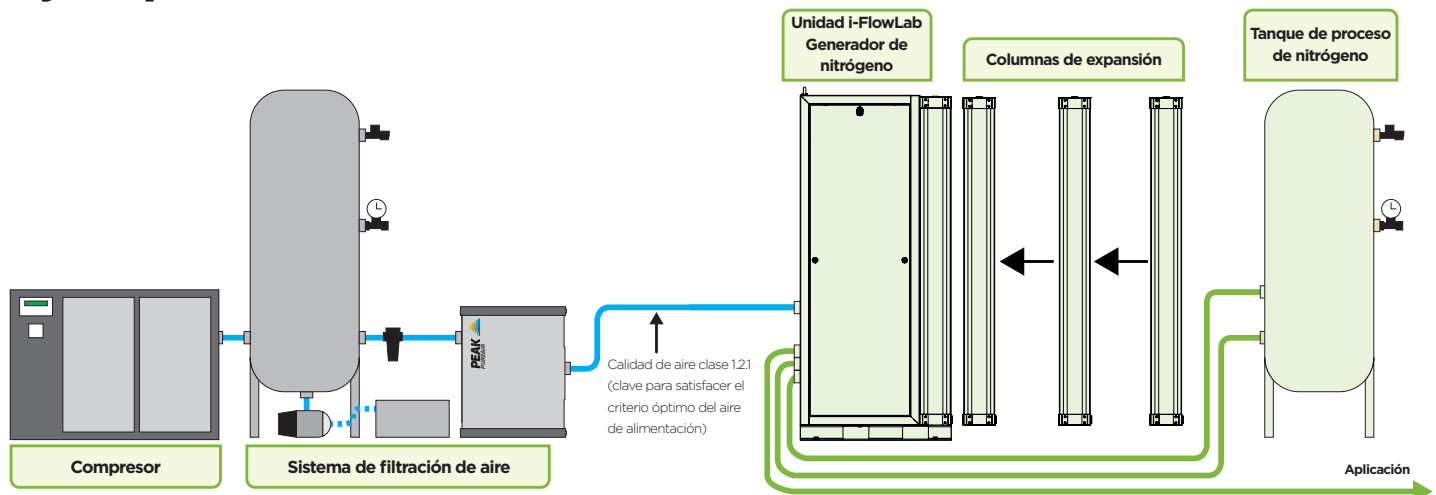 Unidad i-FlowLab
Generador de
nitrógeno
Columnas de expansión
Tanque de proceso
de nitrógeno
PEAK
PURAIR
Calidad de aire clase 1.2.1
(clave para satisfacer el
criterio óptimo del aire
de alimentación)
Compresor
Sistema de filtración de aire
Aplicación